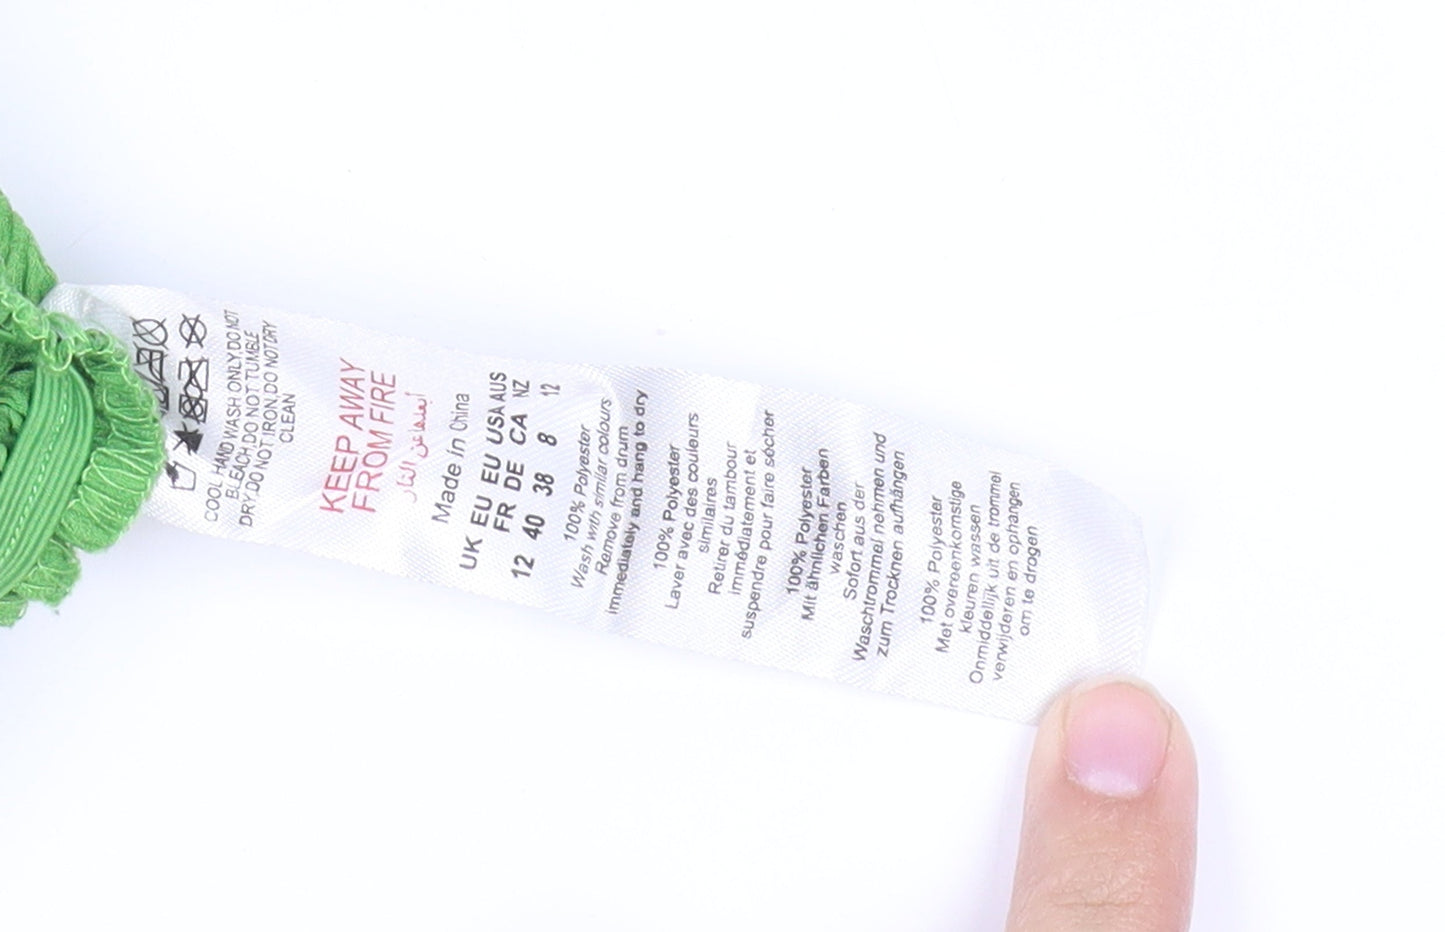 COOL HAND WASH ONLY,DO NOT
BLEACH,DO NOT TUMBLE
DRY,DO NOT IRON,DO NOT DRY
CLEAN
KEEP AWAY
FROM FIRE
أبعدها عن النار
Made in China
UK EU EU USA AUS
FR DE CA NZ
12 40 38 8 12
100% Polyester
Wash with similar colours
Remove from drum
immediately and hang to dry
100% Polyester
Laver avec des couleurs
similaires
Retirer du tambour
immédiatement et
suspendre pour faire sécher
100% Polyester
Mit ähnlichen Farben
waschen
Sofort aus der
Waschtrommel nehmen und
zum Trocknen aufhängen
100% Polyester
Met overeenkomstige
kleuren wassen
Onmiddellijk uit de trommel
verwijderen en ophangen
om te drogen